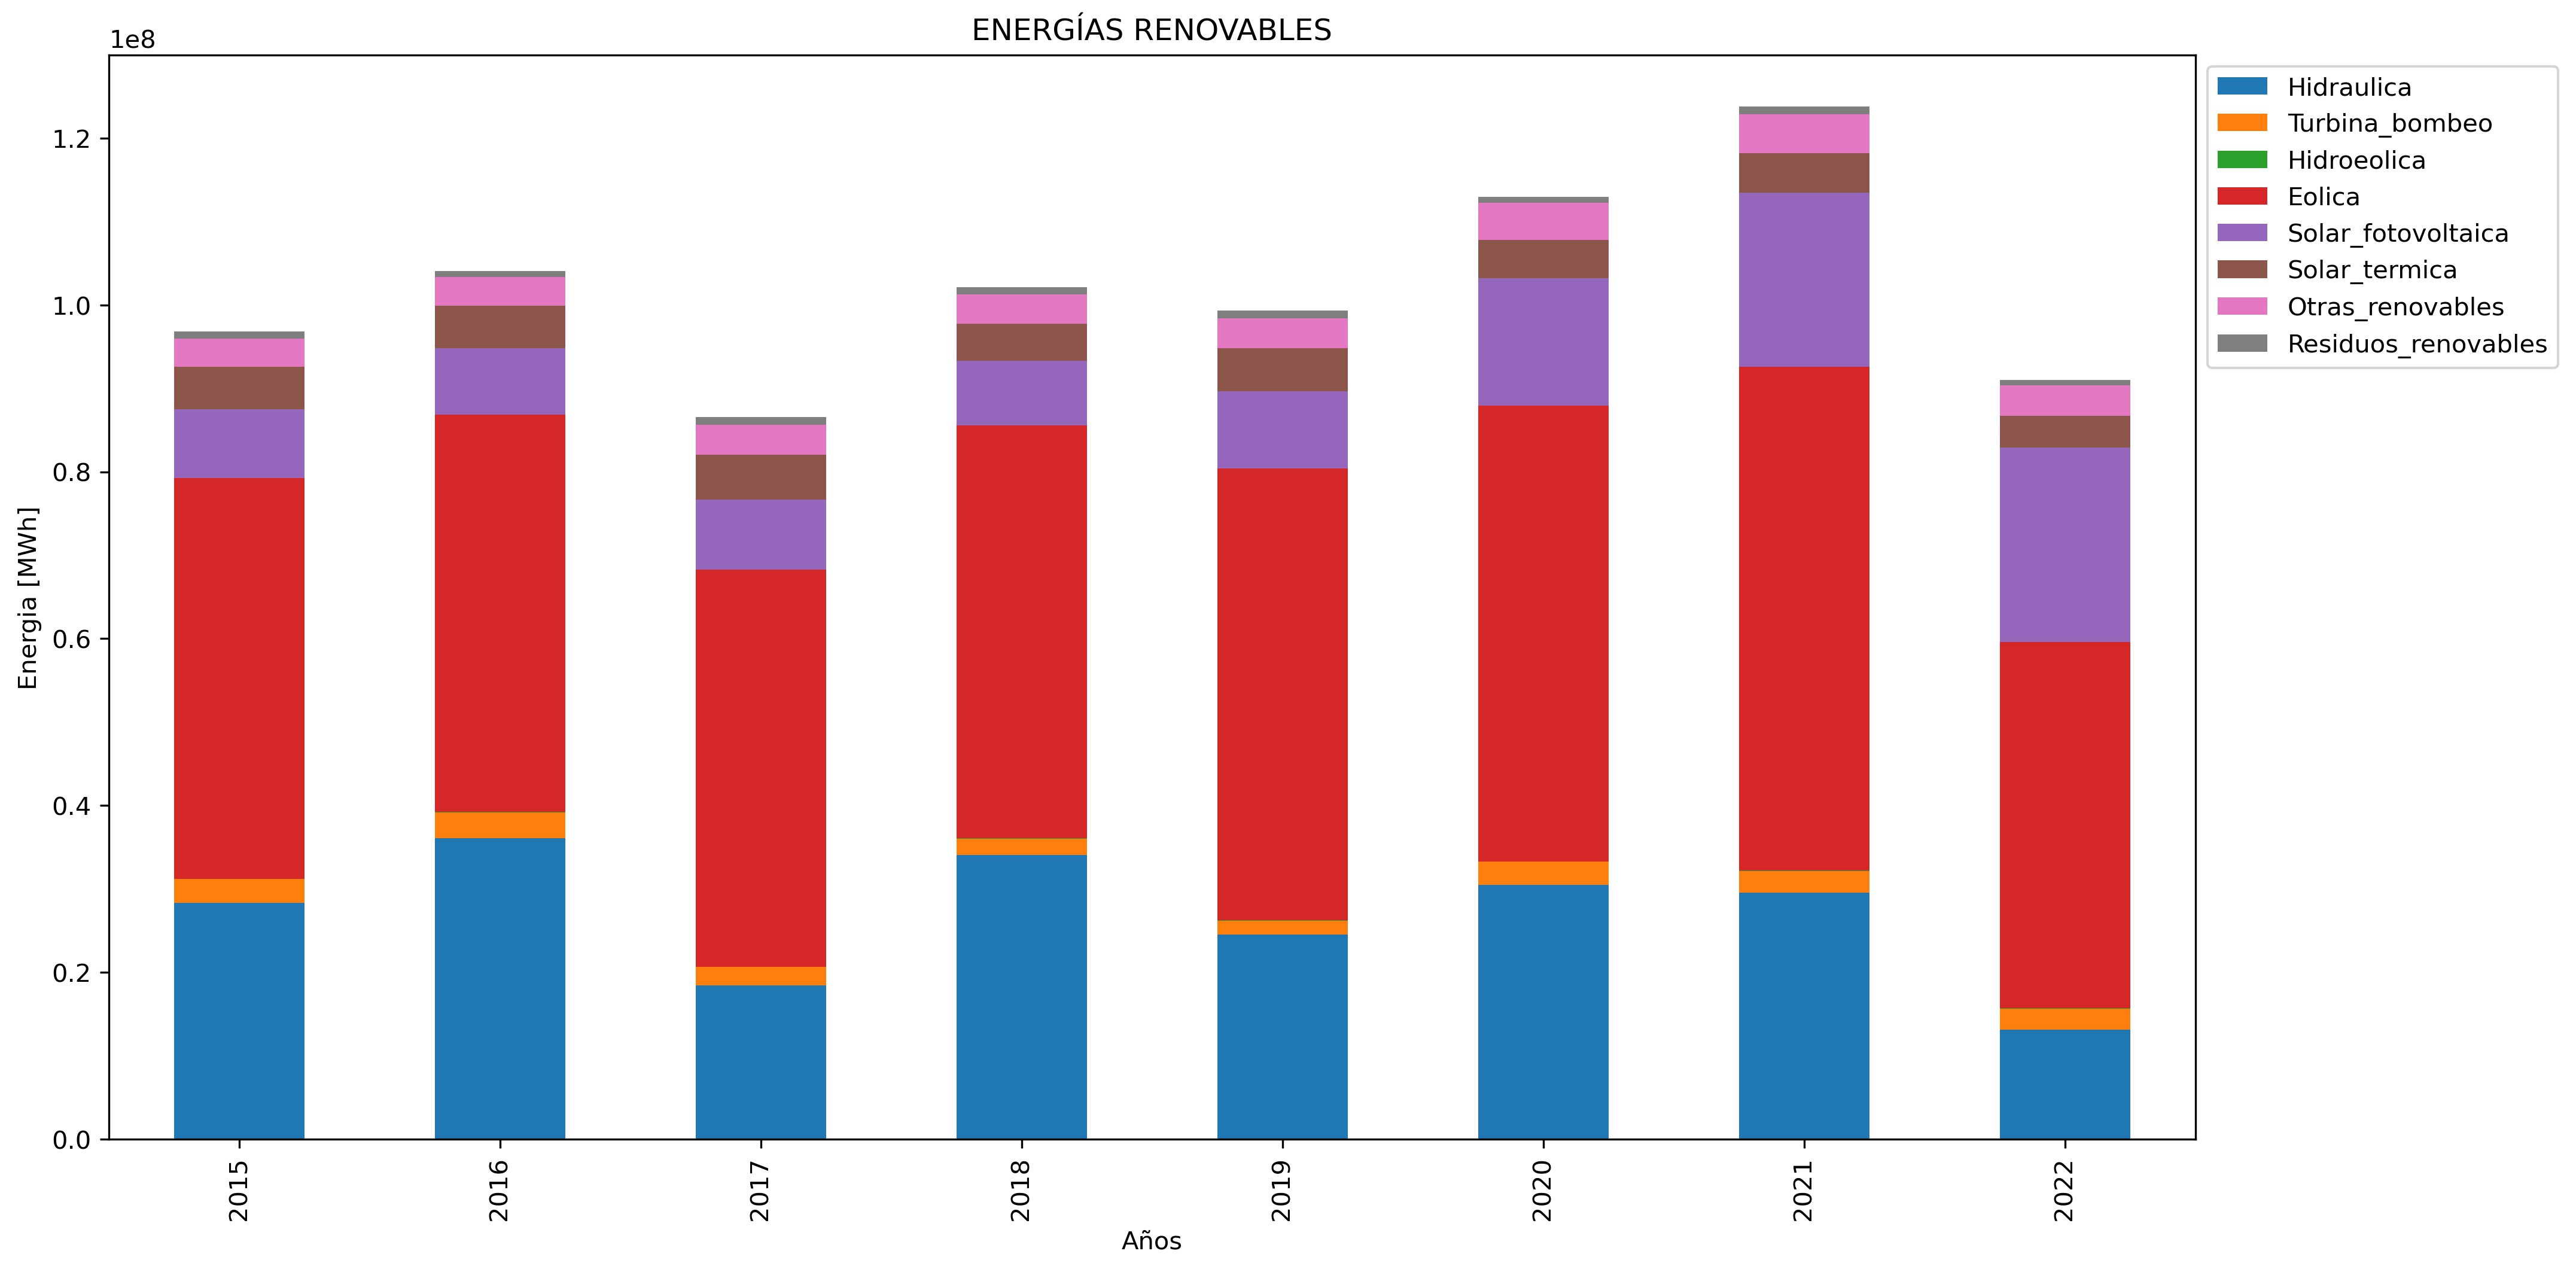 ENERGÍAS RENOVABLES
1e8
1.2
1.0
0.8
0.6
0.4
0.2
0.0
Energia [MWh]
2015
2016
2017
2018
2019
2020
2021
2022
Años
Hidraulica
Turbina_bombeo
Hidroeolica
Eolica
Solar_fotovoltaica
Solar_termica
Otras_renovables
Residuos_renovables